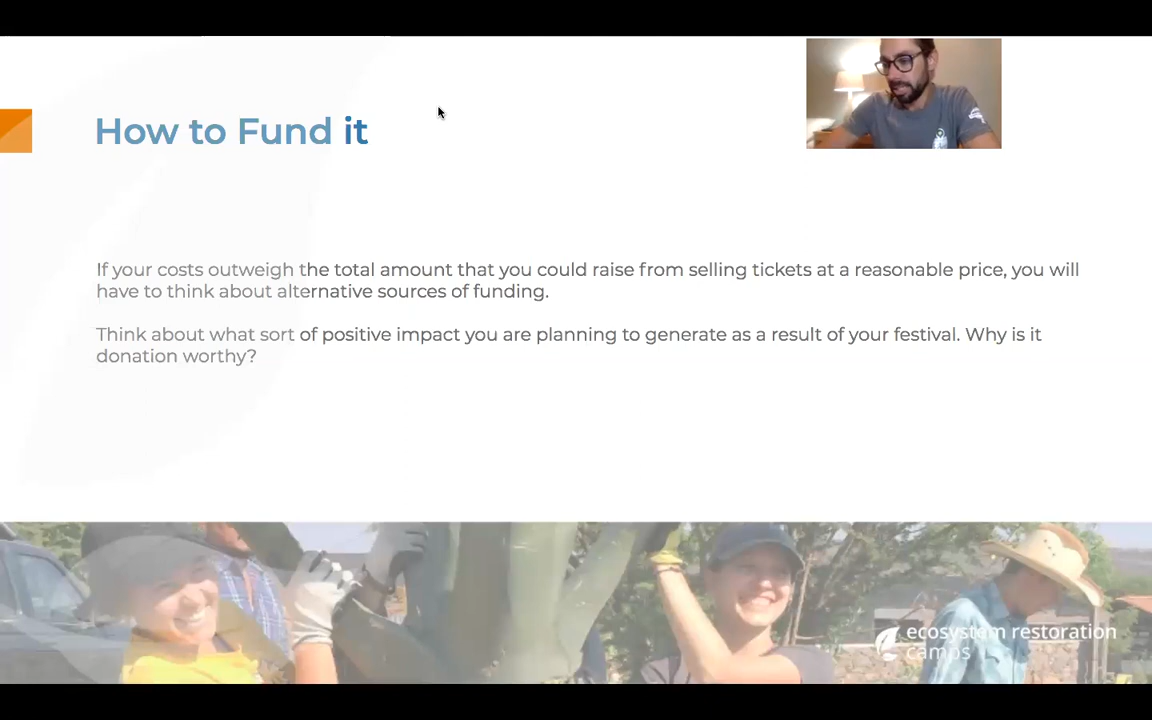 How to Fund it
If your costs outweigh the total amount that you could raise from selling tickets at a reasonable price, you will
have to think about alternative sources of funding.
Think about what sort of positive impact you are planning to generate as a result of your festival. Why is it
donation worthy?
ecosystem restoration
camps